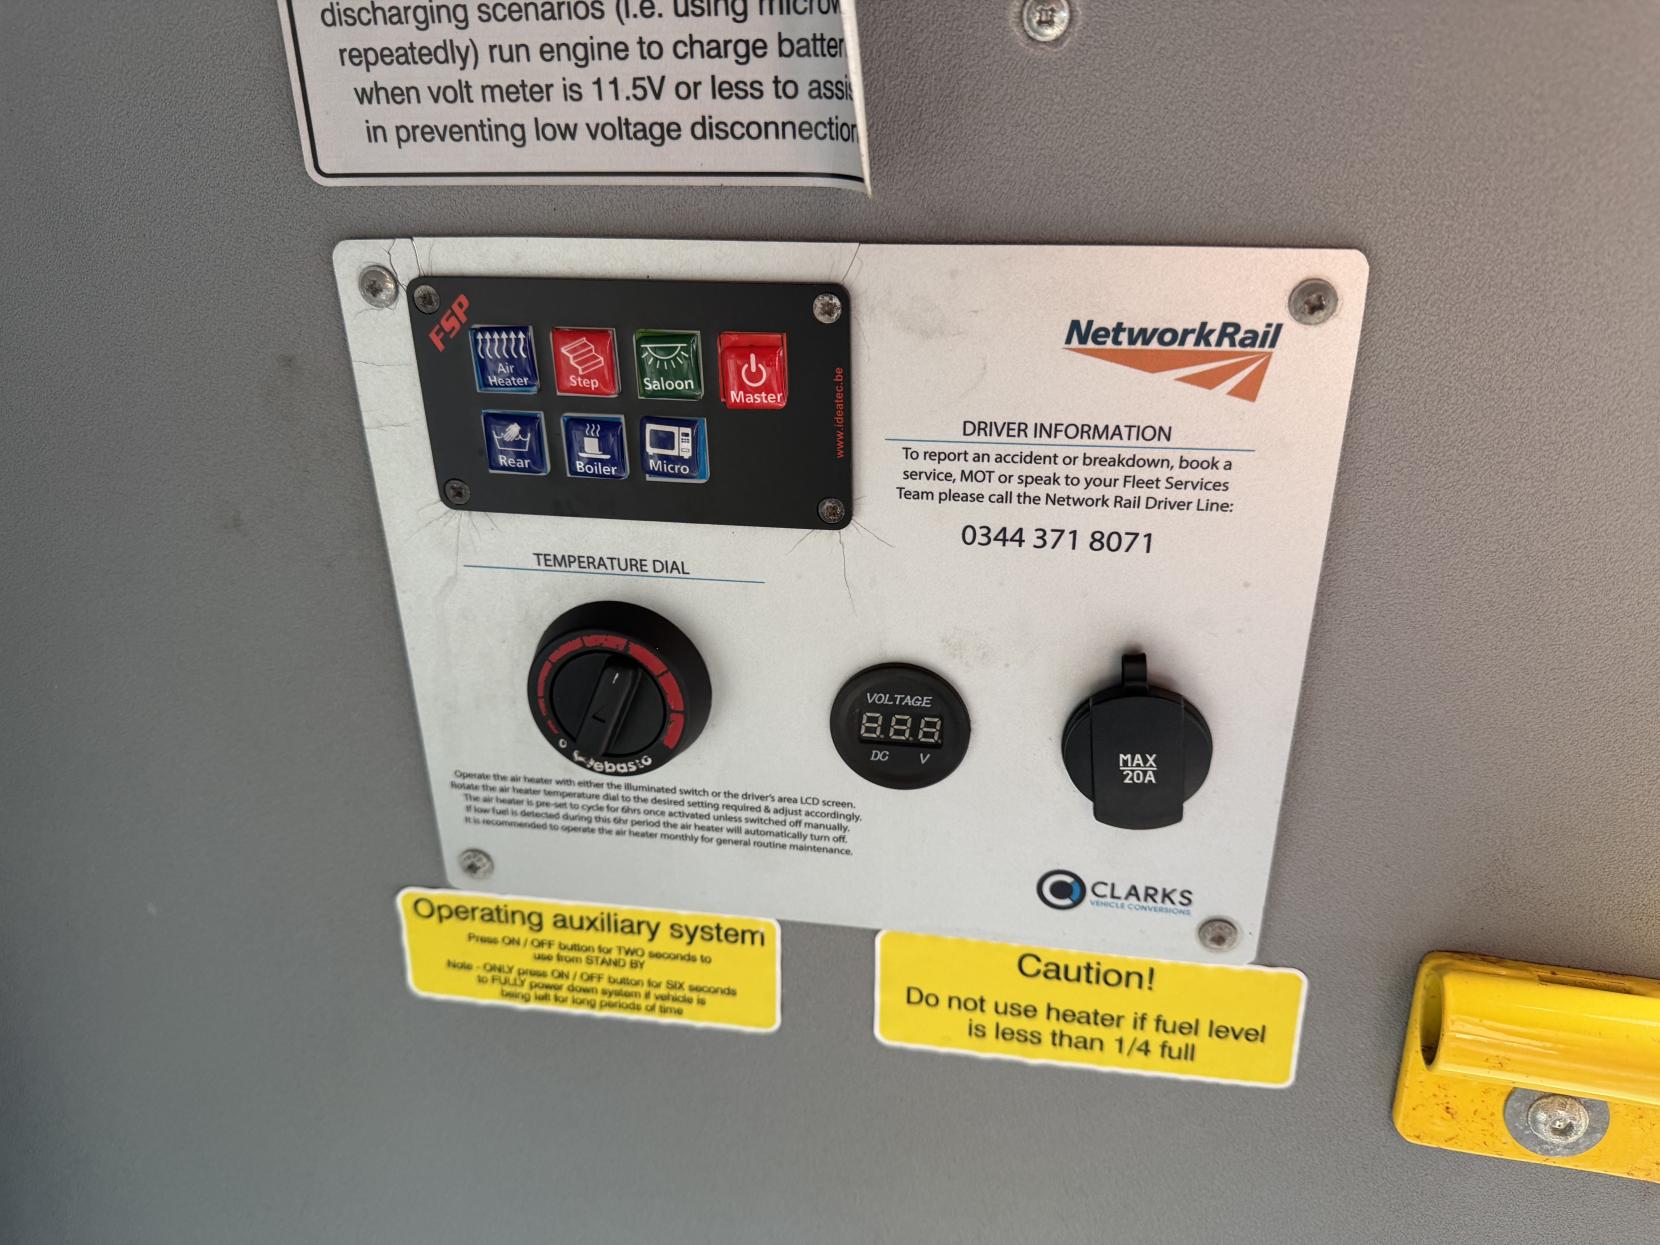 discharging scenarios (i.e. using
repeatedly) run engine to charge
when volt meter is 11.5V or less to
in preventing low voltage disconnection
FSP
Air
Heater
Step
Saloon
Master
Rear
Boiler
Micro
www.ideatec.be
NetworkRail
DRIVER INFORMATION
To report an accident or breakdown, book a
service, MOT or speak to your Fleet Services
Team please call the Network Rail Driver Line:
0344 371 8071
TEMPERATURE DIAL
VOLTAGE
DC V
MAX
20A
Operate the air heater with either the illuminated switch or the driver's area LCD screen.
Rotate the air heater temperature dial to the desired setting required & adjust accordingly.
The air heater is pre-set to cycle for 6hrs once activated unless switched off manually.
If low fuel is detected during this 6hr period the air heater will automatically turn off.
It is recommended to operate the air heater monthly for general routine maintenance.
CLARKS
VEHICLE CONVERSIONS
Operating auxiliary system
Press ON / OFF button for TWO seconds to
use from STAND BY
Note - ONLY press ON / OFF button for SIX seconds
to FULLY power down system if vehicle is
being left for long periods of time
Caution!
Do not use heater if fuel level
is less than 1/4 full